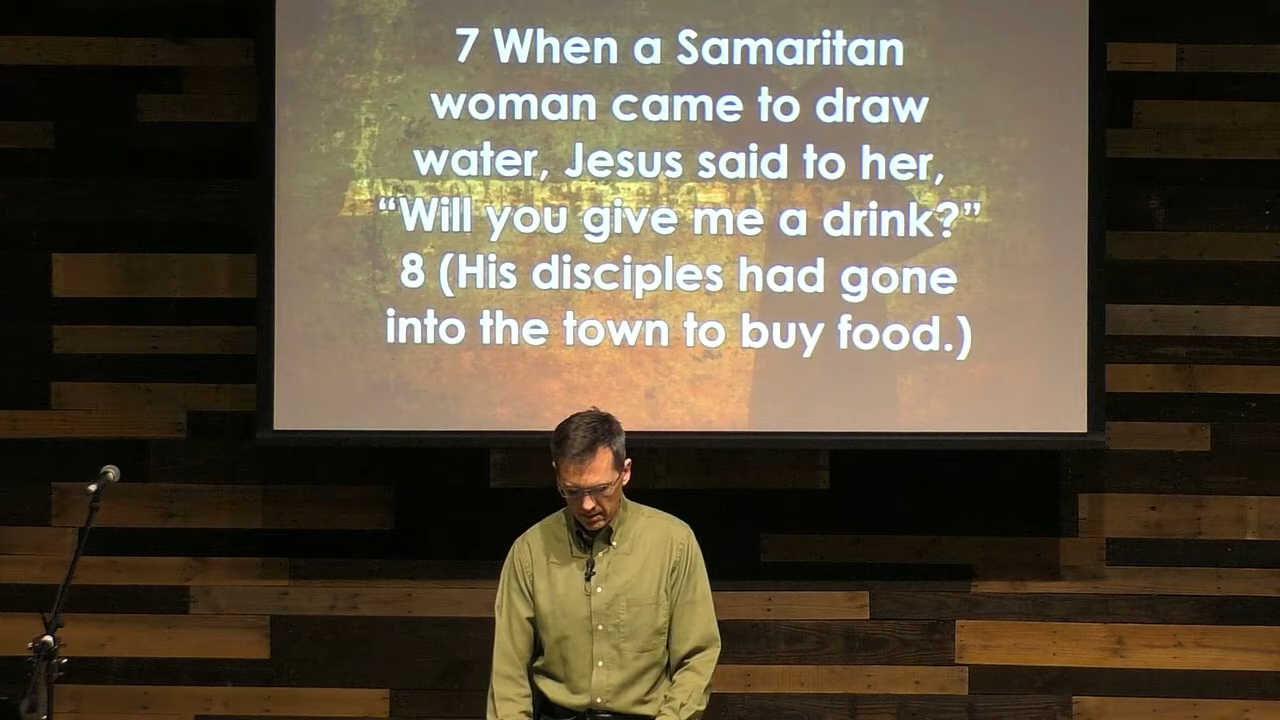 7 When a Samaritan
woman came to draw
water, Jesus said to her,
“Will you give me a drink?”
8 (His disciples had gone
into the town to buy food.)